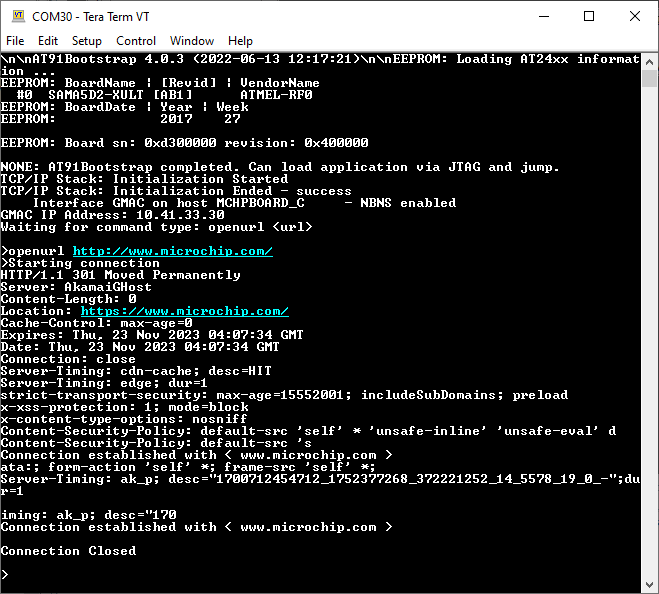 COM30 - Tera Term VT
File Edit Setup Control Window Help
\n\nAT91Bootstrap 4.0.3 (2022-06-13 12:17:21)\n\nEEPROM: Loading AT24xx informat
ion ...
EEPROM: BoardName | [Revid] | VendorName
  #0  SAMA5D2-XULT [AB1]      ATMEL-RF0
EEPROM: BoardDate | Year | Week
EEPROM:             2017    27

EEPROM: Board sn: 0xd300000 revision: 0x400000

NONE: AT91Bootstrap completed. Can load application via JTAG and jump.
TCP/IP Stack: Initialization Started
TCP/IP Stack: Initialization Ended - success
    Interface GMAC on host MCHPBOARD_C     - NBNS enabled
GMAC IP Address: 10.41.33.30
Waiting for command type: openurl <url>

>openurl http://www.microchip.com/
>Starting connection
HTTP/1.1 301 Moved Permanently
Server: AkamaiGHost
Content-Length: 0
Location: https://www.microchip.com/
Cache-Control: max-age=0
Expires: Thu, 23 Nov 2023 04:07:34 GMT
Date: Thu, 23 Nov 2023 04:07:34 GMT
Connection: close
Server-Timing: cdn-cache; desc=HIT
Server-Timing: edge; dur=1
strict-transport-security: max-age=15552001; includeSubDomains; preload
x-xss-protection: 1; mode=block
x-content-type-options: nosniff
Content-Security-Policy: default-src 'self' * 'unsafe-inline' 'unsafe-eval' d
Content-Security-Policy: default-src 's
Connection established with < www.microchip.com >
ata:; form-action 'self' *; frame-src 'self' *;
Server-Timing: ak_p; desc="1700712454712_1752377268_372221252_14_5578_19_0_-";du
r=1

iming: ak_p; desc="170
Connection established with < www.microchip.com >

Connection Closed

>